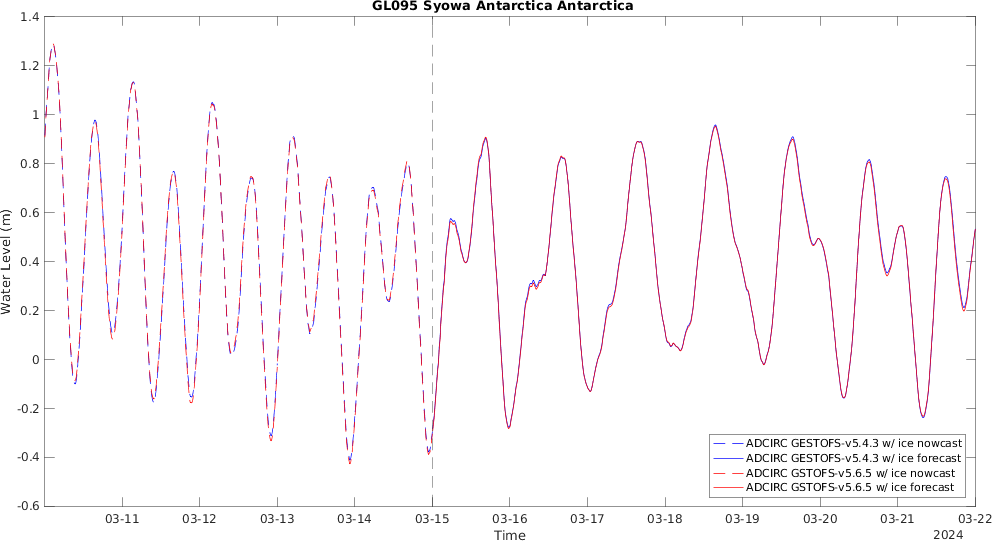 GL095 Syowa Antarctica Antarctica
Water Level (m)
1.4
1.2
1
0.8
0.6
0.4
0.2
0
-0.2
-0.4
-0.6
ADCIRC GESTOFS-v5.4.3 w/ ice nowcast
ADCIRC GESTOFS-v5.4.3 w/ ice forecast
ADCIRC GSTOFS-v5.6.5 w/ ice nowcast
ADCIRC GSTOFS-v5.6.5 w/ ice forecast
03-11 03-12 03-13 03-14 03-15 03-16 03-17 03-18 03-19 03-20 03-21 03-22
Time
2024